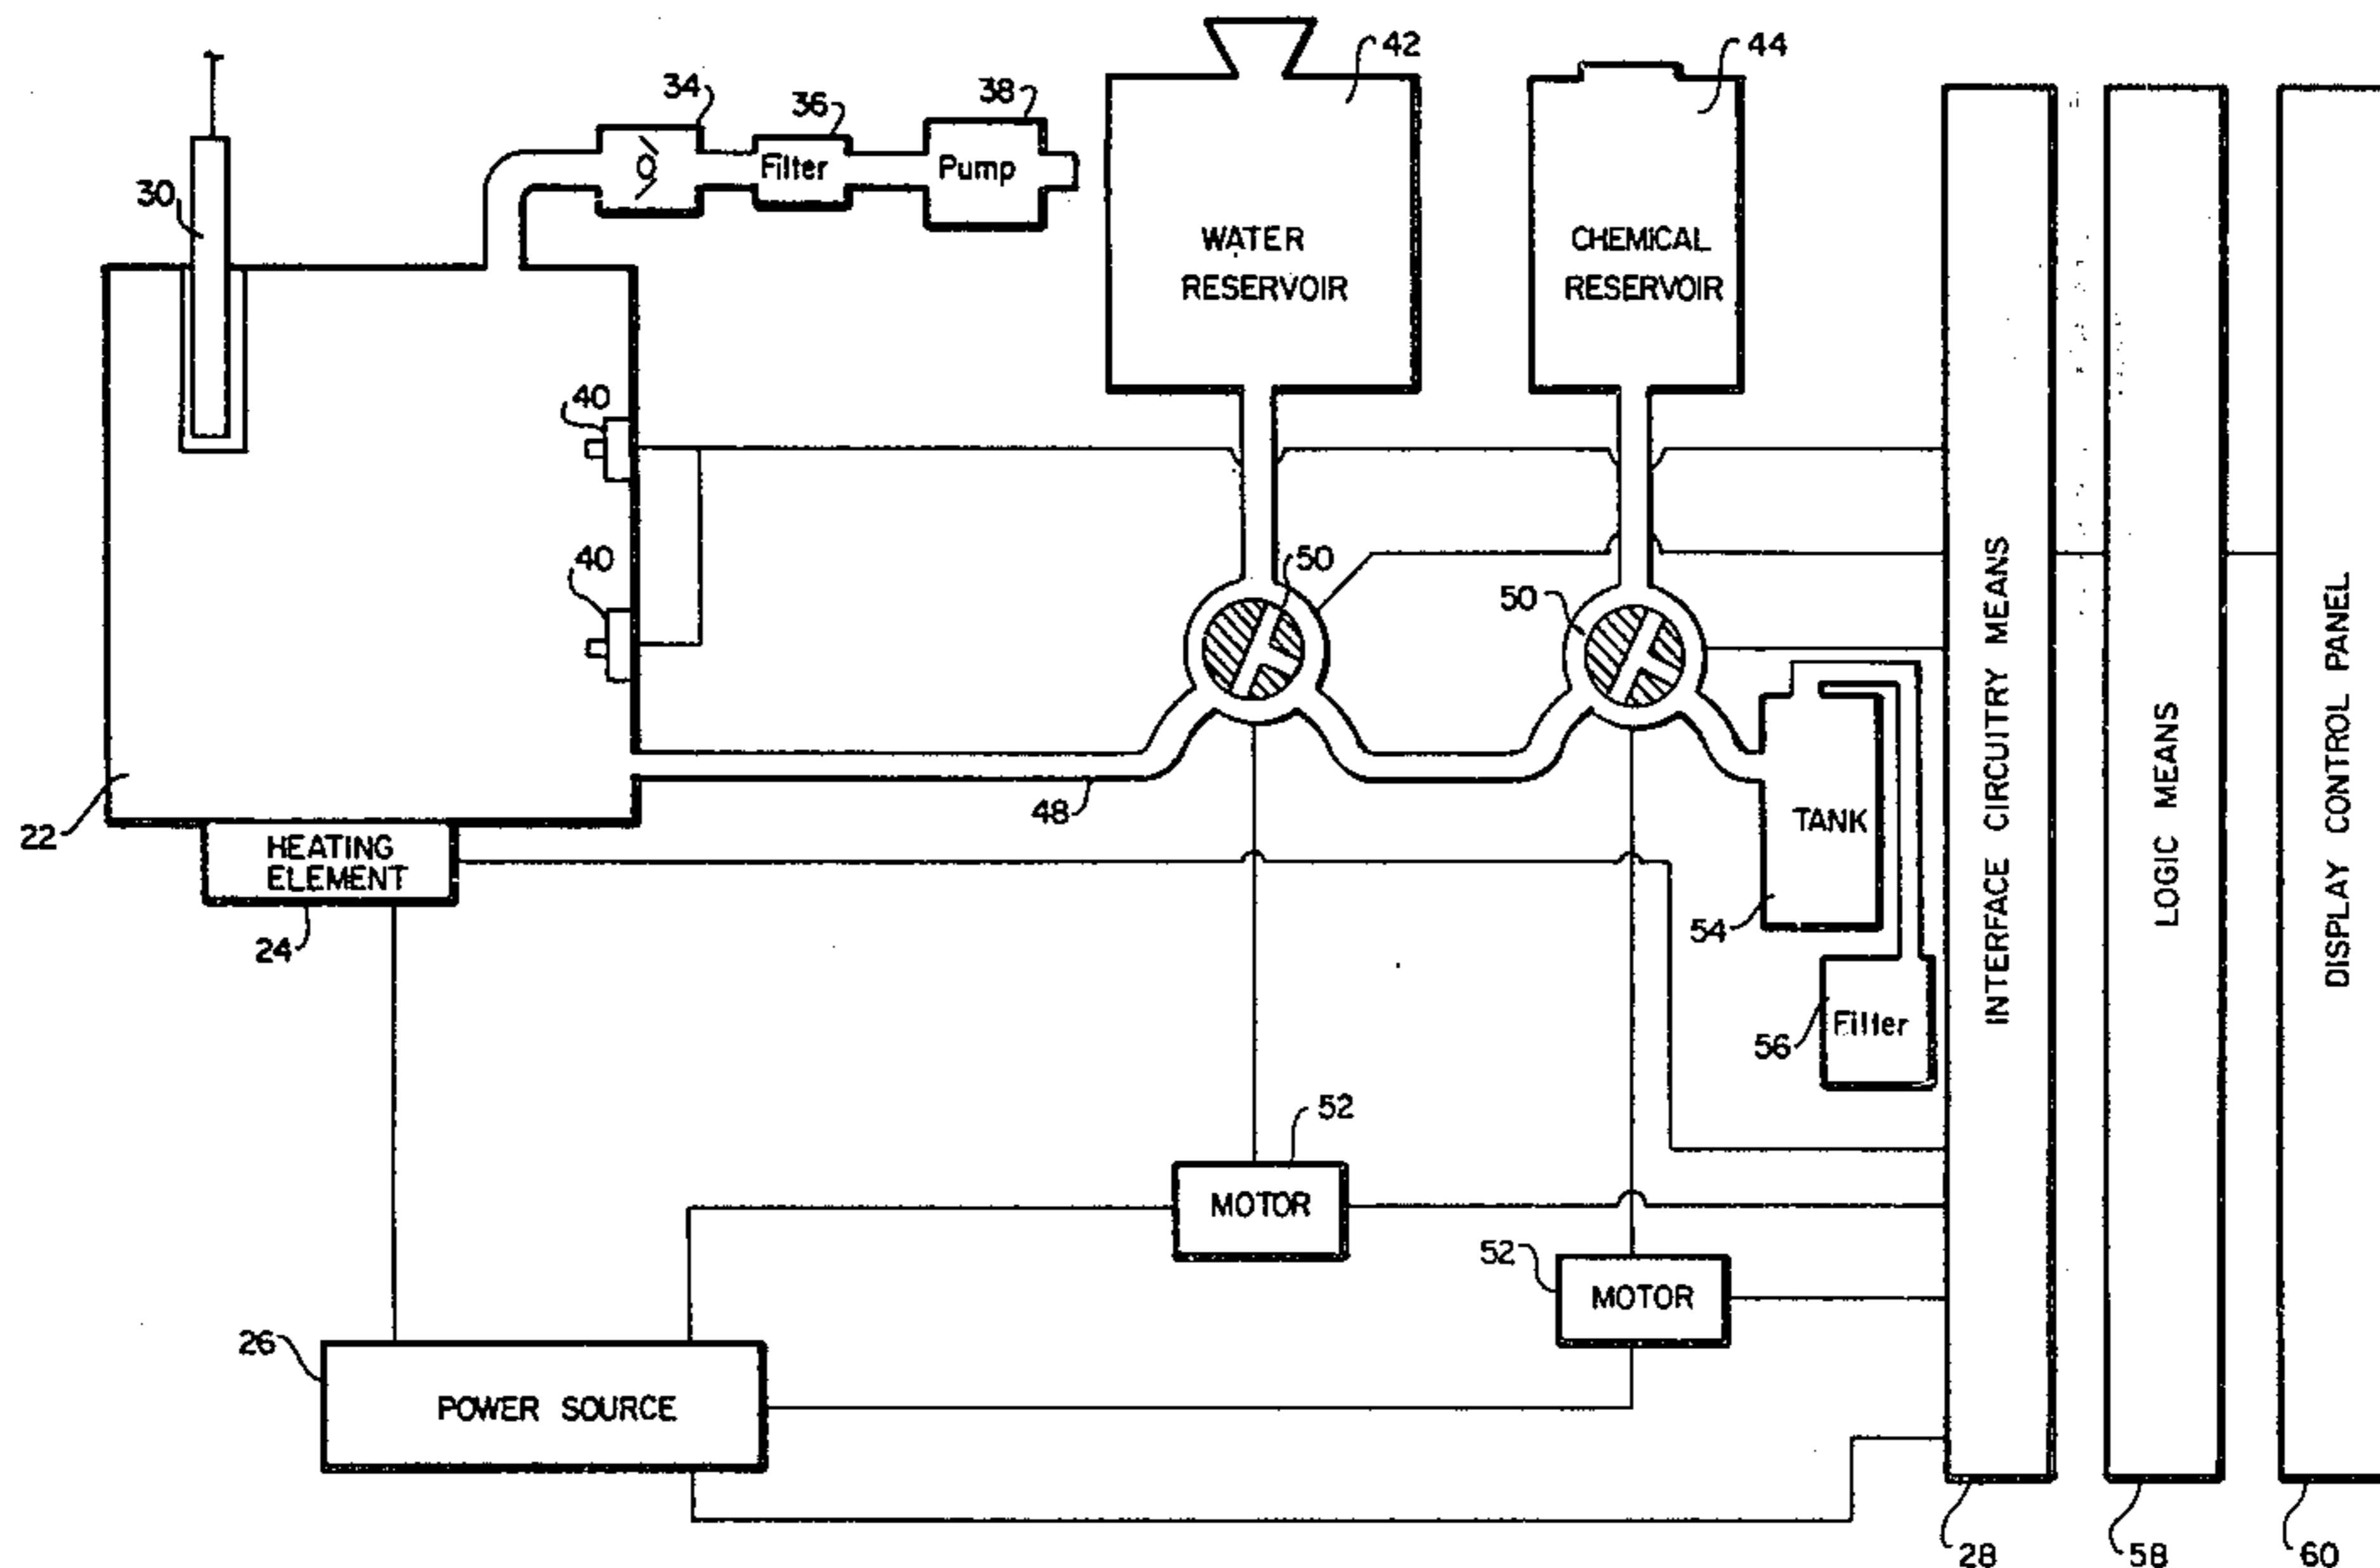 42
44
34
36
38
Filter
Pump
30
WATER
RESERVOIR
CHEMICAL
RESERVOIR
40
40
50
50
INTERFACE CIRCUITRY MEANS
LOGIC MEANS
DISPLAY CONTROL PANEL
22
48
TANK
HEATING
ELEMENT
24
54
56
Filter
52
MOTOR
52
MOTOR
26
POWER SOURCE
28
58
60